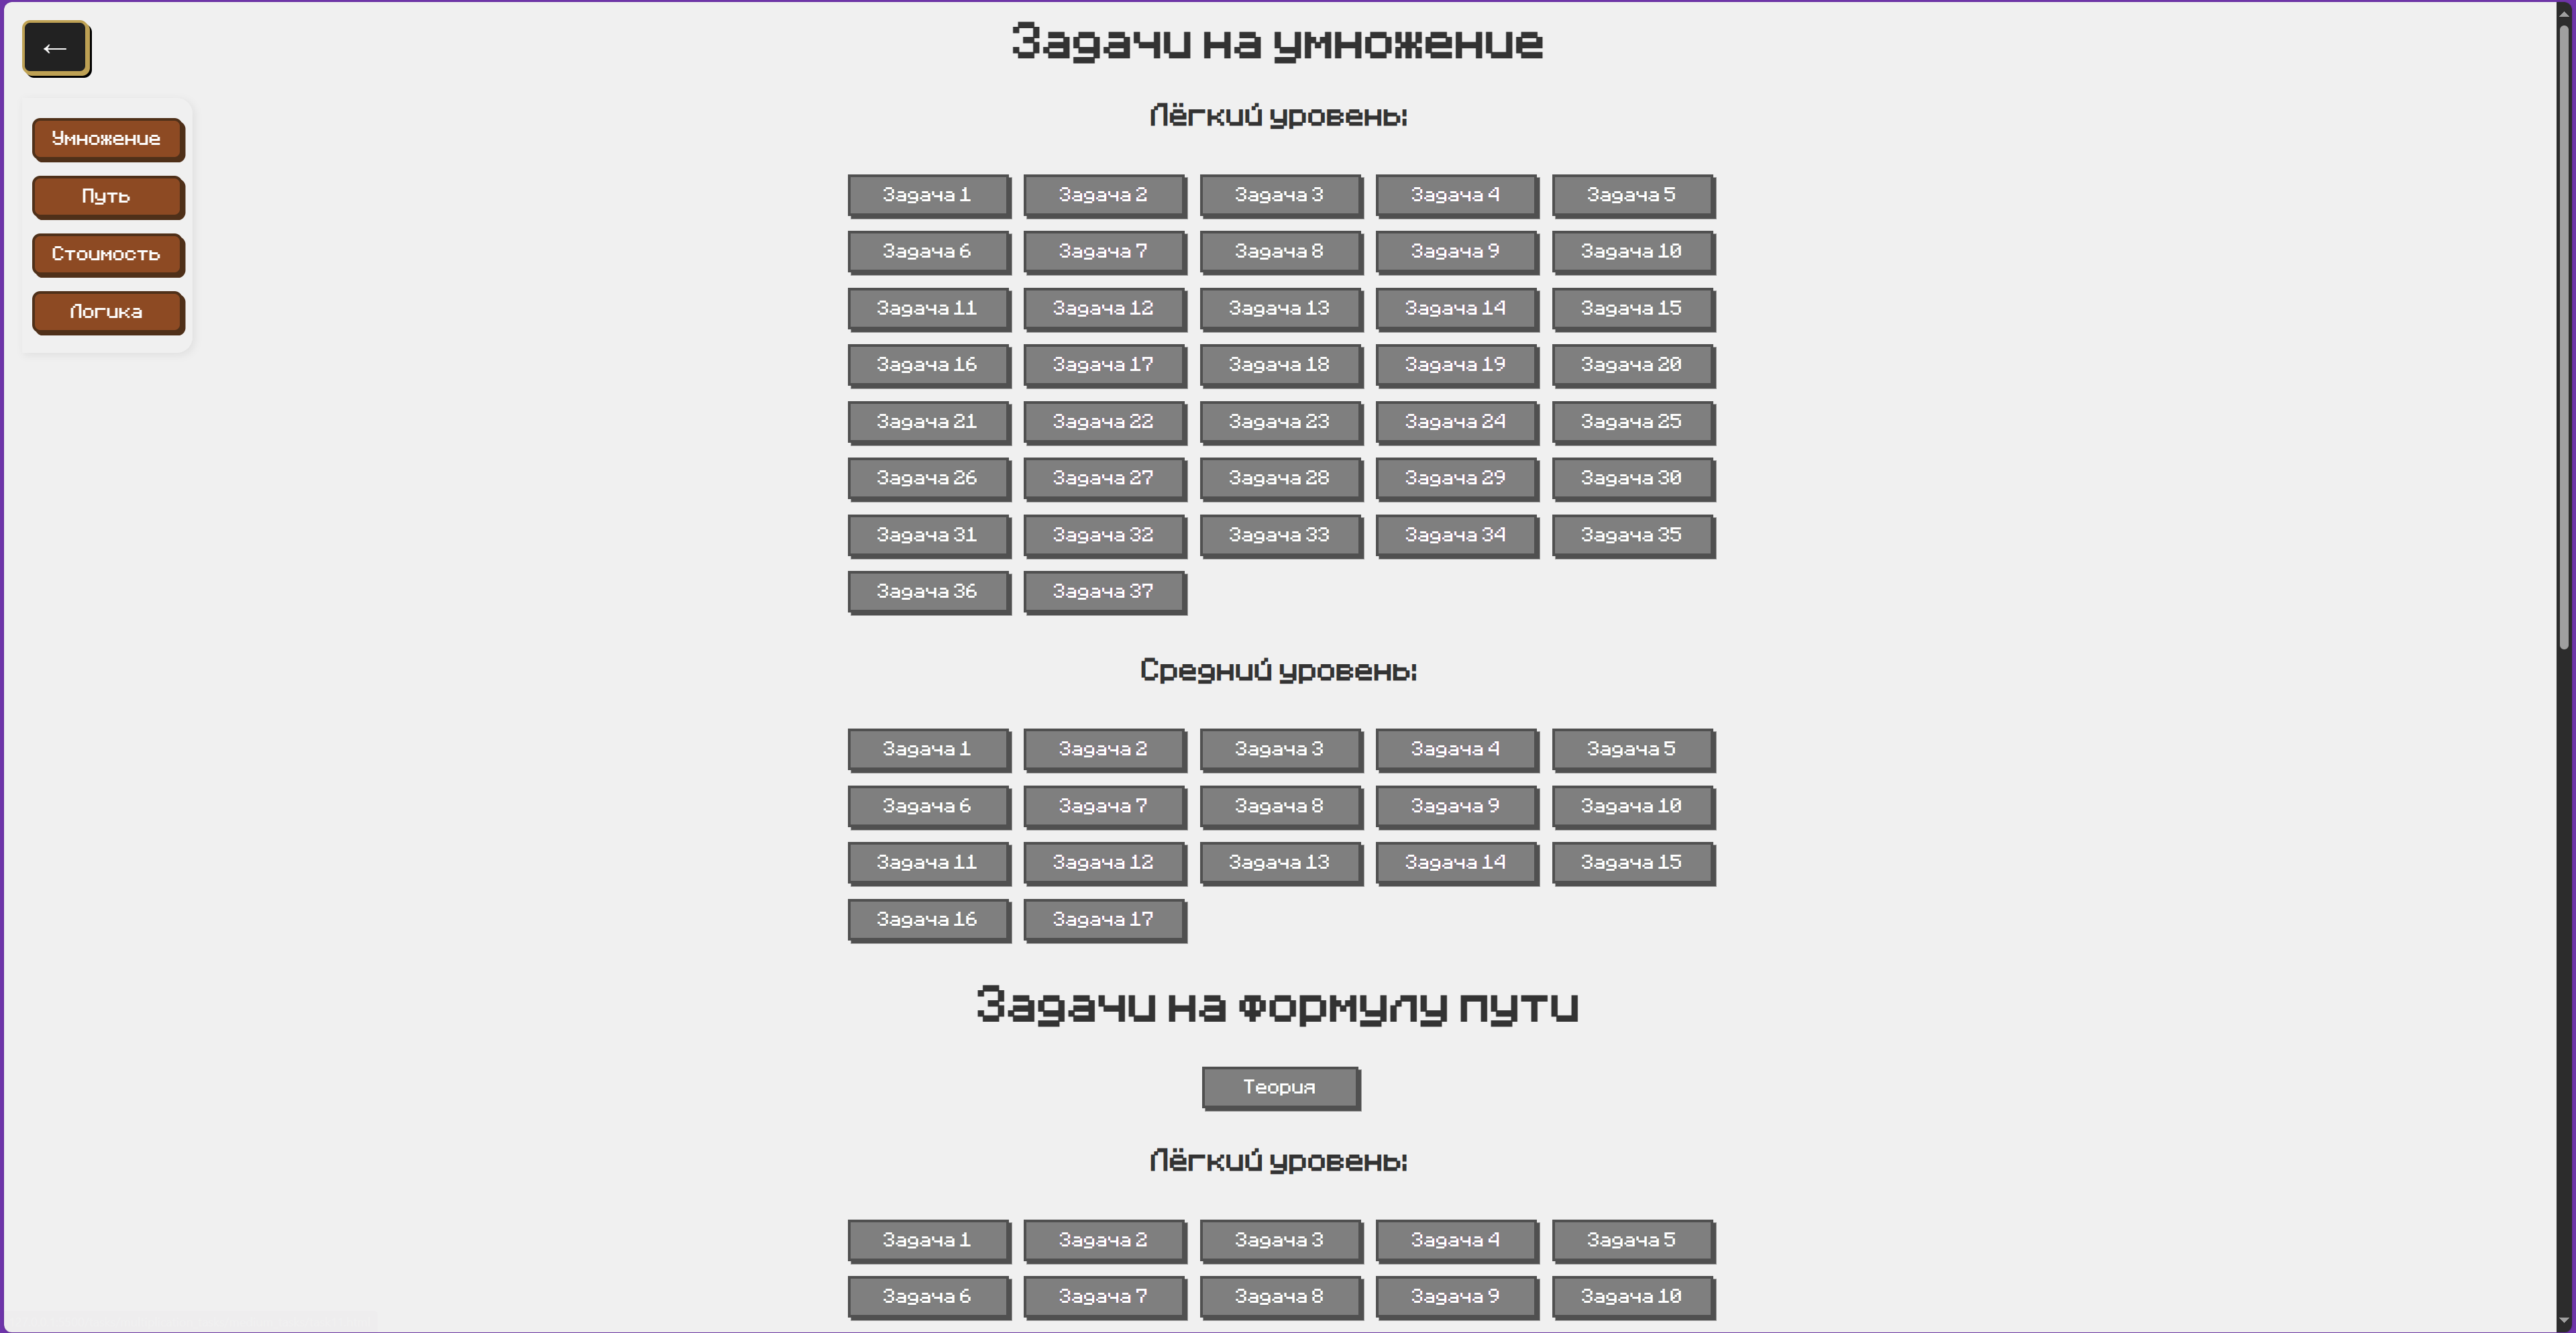 ←
Задачи на умножение
Умножение
Путь
Стоимость
Логика
Лёгкий уровень:
Задача 1 Задача 2 Задача 3 Задача 4 Задача 5
Задача 6 Задача 7 Задача 8 Задача 9 Задача 10
Задача 11 Задача 12 Задача 13 Задача 14 Задача 15
Задача 16 Задача 17 Задача 18 Задача 19 Задача 20
Задача 21 Задача 22 Задача 23 Задача 24 Задача 25
Задача 26 Задача 27 Задача 28 Задача 29 Задача 30
Задача 31 Задача 32 Задача 33 Задача 34 Задача 35
Задача 36 Задача 37
Средний уровень:
Задача 1 Задача 2 Задача 3 Задача 4 Задача 5
Задача 6 Задача 7 Задача 8 Задача 9 Задача 10
Задача 11 Задача 12 Задача 13 Задача 14 Задача 15
Задача 16 Задача 17
Задачи на формулу пути
Теория
Лёгкий уровень:
Задача 1 Задача 2 Задача 3 Задача 4 Задача 5
Задача 6 Задача 7 Задача 8 Задача 9 Задача 10